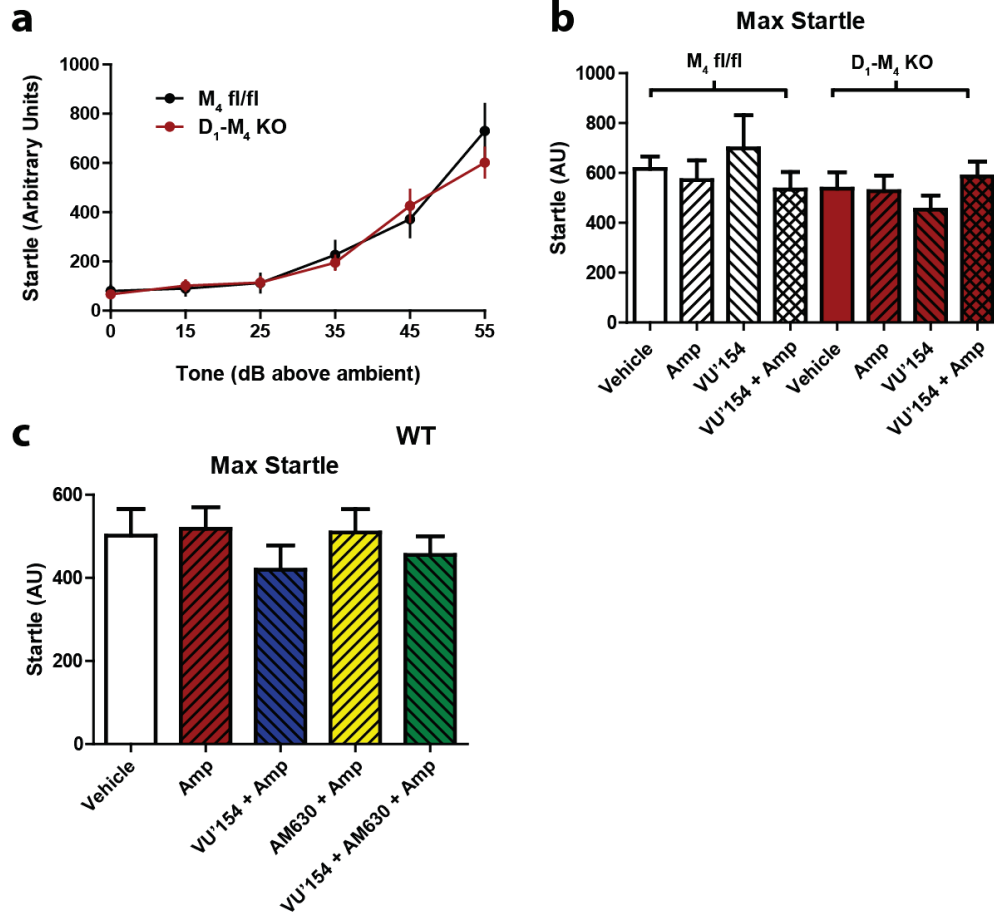 a
1000
800
600
400
200
0
Startle (Arbitrary Units)
M4 fl/fl
D1-M4 KO
0 15 25 35 45 55
Tone (dB above ambient)
b
Max Startle
M4 fl/fl
D1-M4 KO
1000
800
600
400
200
0
Startle (AU)
Vehicle
Amp
VU'154
VU'154 + Amp
Vehicle
Amp
VU'154
VU'154 + Amp
c
WT
Max Startle
600
400
200
0
Startle (AU)
Vehicle
Amp
VU'154 + Amp
AM630 + Amp
VU'154 + AM630 + Amp